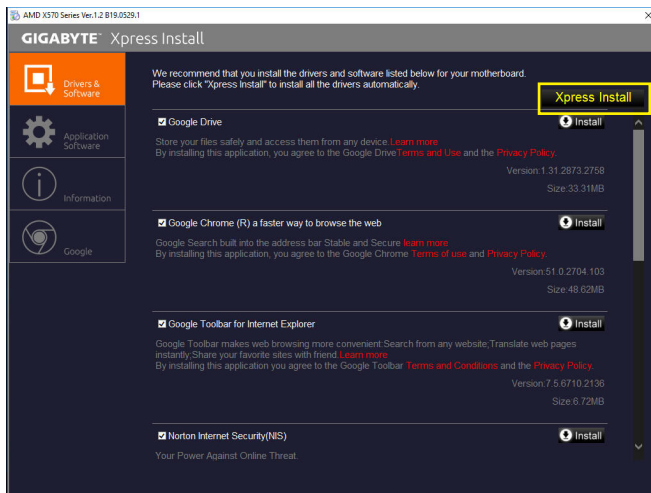 AMD X570 Series Ver.1.2 B19.0529.1
GIGABYTE™ Xpress Install
Drivers &
Software
Application
Software
Information
Google
We recommend that you install the drivers and software listed below for your motherboard.
Please click "Xpress Install" to install all the drivers automatically.
Xpress Install
Google Drive
Install
Store your files safely and access them from any device.Learn more
By installing this application, you agree to the Google DriveTerms and Use and the Privacy Policy.
Version:1.31.2873.2758
Size:33.31MB
Google Chrome (R) a faster way to browse the web
Install
Google Search built into the address bar Stable and Secure learn more
By installing this application, you agree to the Google Chrome Terms of use and Privacy Policy.
Version:51.0.2704.103
Size:48.62MB
Google Toolbar for Internet Explorer
Install
Google Toolbar makes web browsing more convenient:Search from any website;Translate web pages
instantly;Share your favorite sites with friend.Learn more
By installing this application you agree to the Google Toolbar Terms and Conditions and the Privacy Policy.
Version:7.5.6710.2136
Size:6.72MB
Norton Internet Security(NIS)
Install
Your Power Against Online Threat.